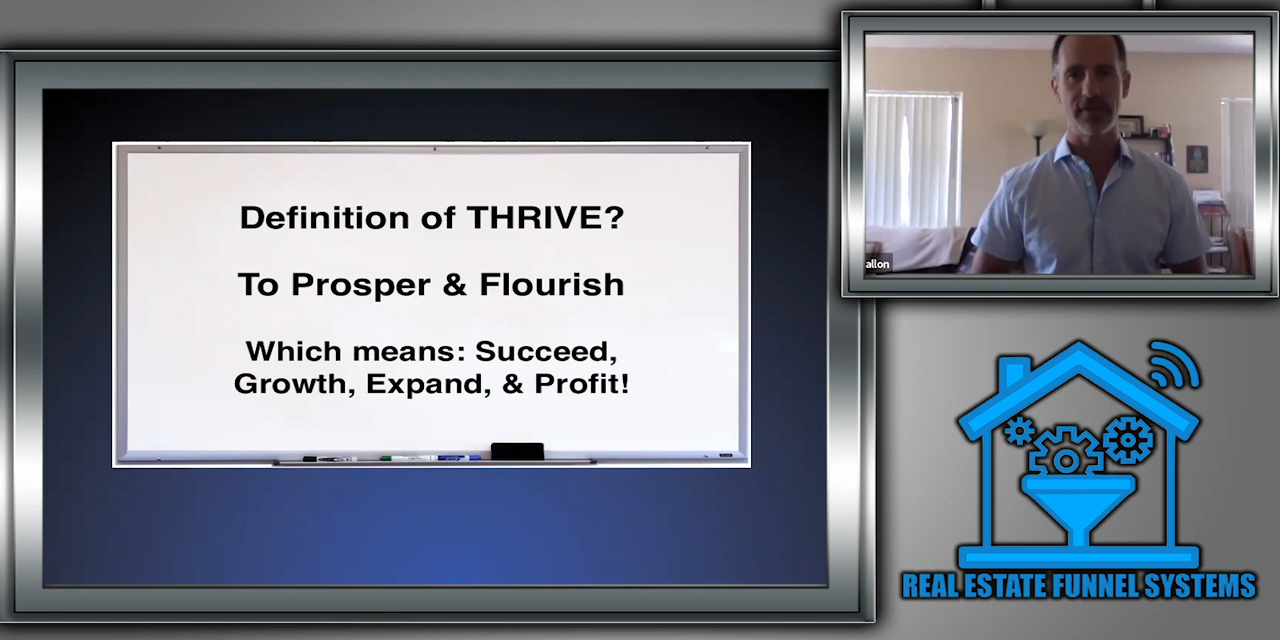 Definition of THRIVE?
To Prosper & Flourish
Which means: Succeed,
Growth, Expand, & Profit!
allon
REAL ESTATE FUNNEL SYSTEMS